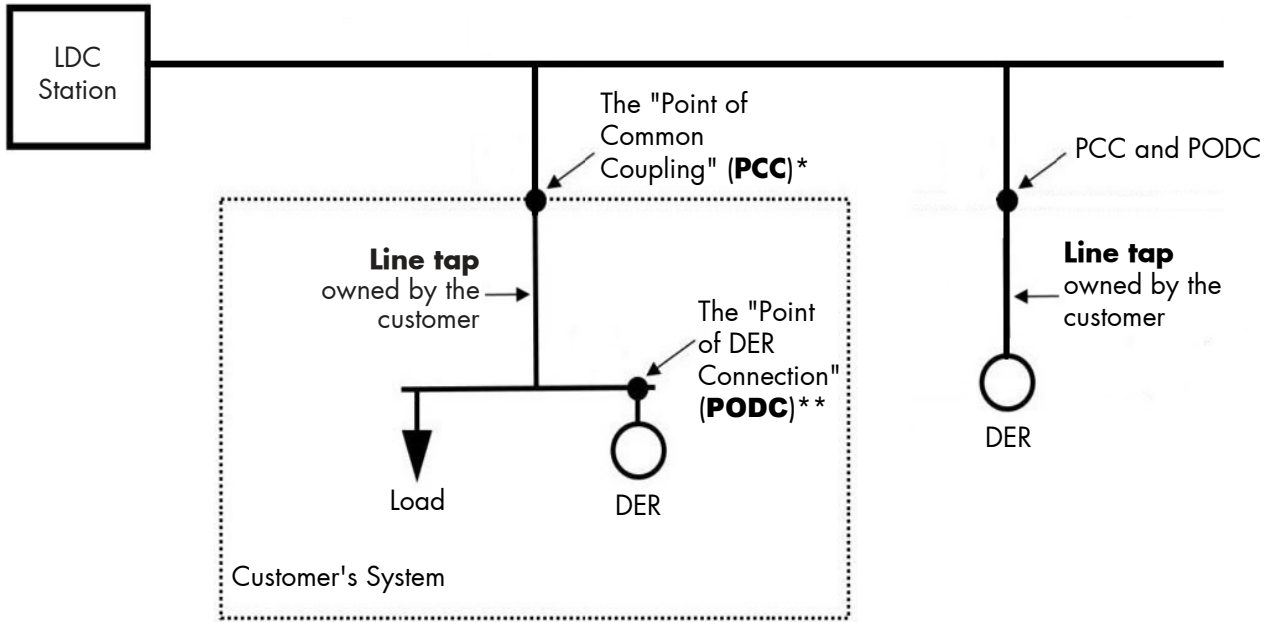 LDC
Station
The "Point of
Common
Coupling" (PCC)*
PCC and PODC
Line tap
owned by the
customer
The "Point
of DER
Connection"
(PODC)**
Line tap
owned by the
customer
Load
DER
DER
Customer's System